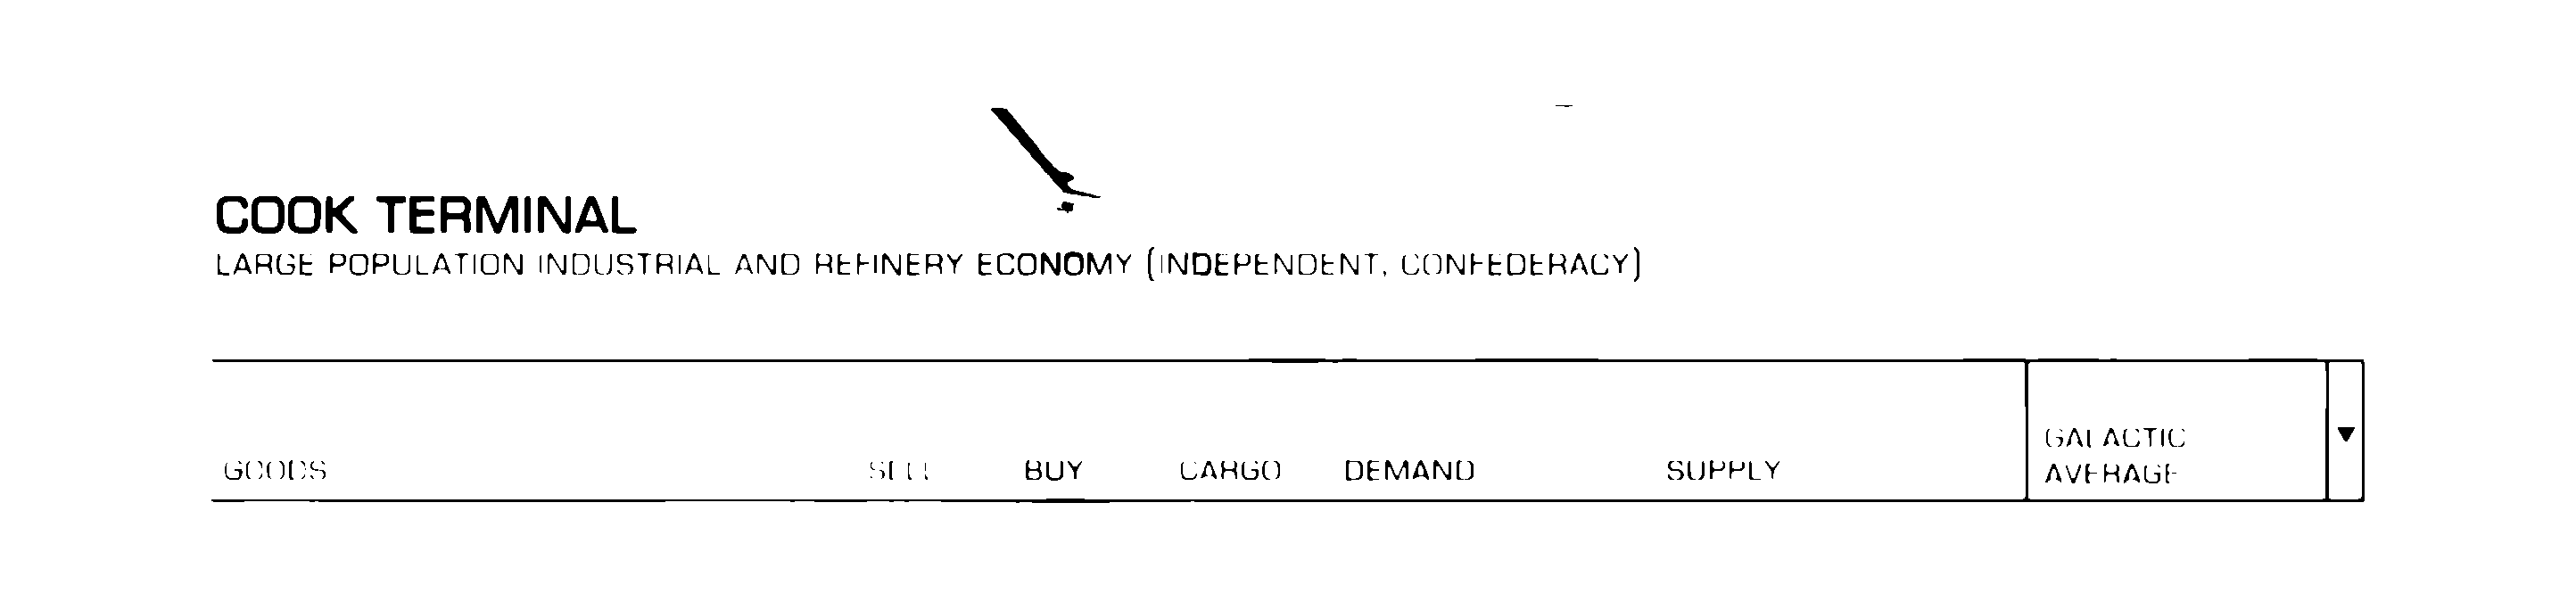 COOK TERMINAL
LARGE POPULATION INDUSTRIAL AND REFINERY ECONOMY (INDEPENDENT, CONFEDERACY)
GOODS SELL BUY CARGO DEMAND SUPPLY GALACTIC AVERAGE